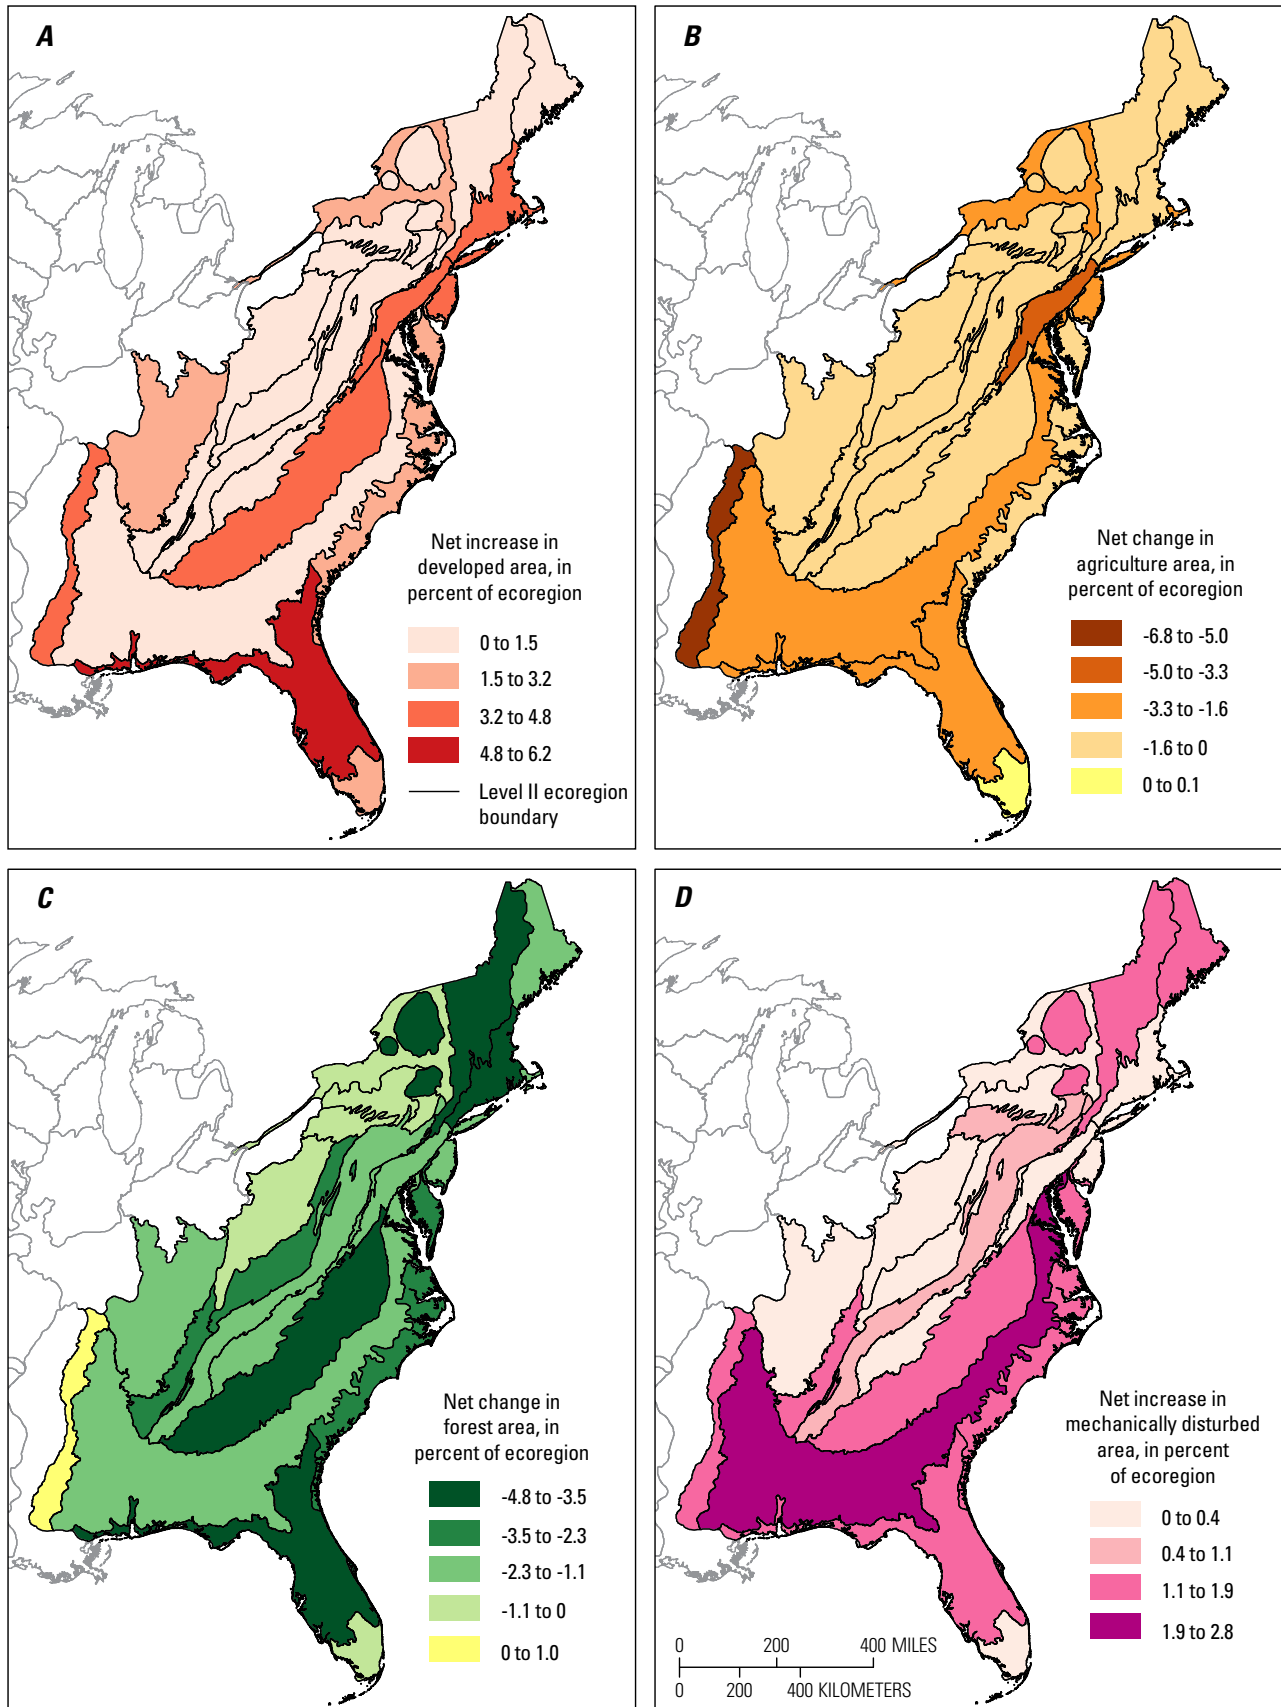 A
Net increase in
developed area, in
percent of ecoregion
0 to 1.5
1.5 to 3.2
3.2 to 4.8
4.8 to 6.2
Level II ecoregion
boundary
B
Net change in
agriculture area, in
percent of ecoregion
-6.8 to -5.0
-5.0 to -3.3
-3.3 to -1.6
-1.6 to 0
0 to 0.1
C
Net change in
forest area, in
percent of ecoregion
-4.8 to -3.5
-3.5 to -2.3
-2.3 to -1.1
-1.1 to 0
0 to 1.0
D
Net increase in
mechanically disturbed
area, in percent
of ecoregion
0 to 0.4
0.4 to 1.1
1.1 to 1.9
1.9 to 2.8
0 200 400 MILES
0 200 400 KILOMETERS